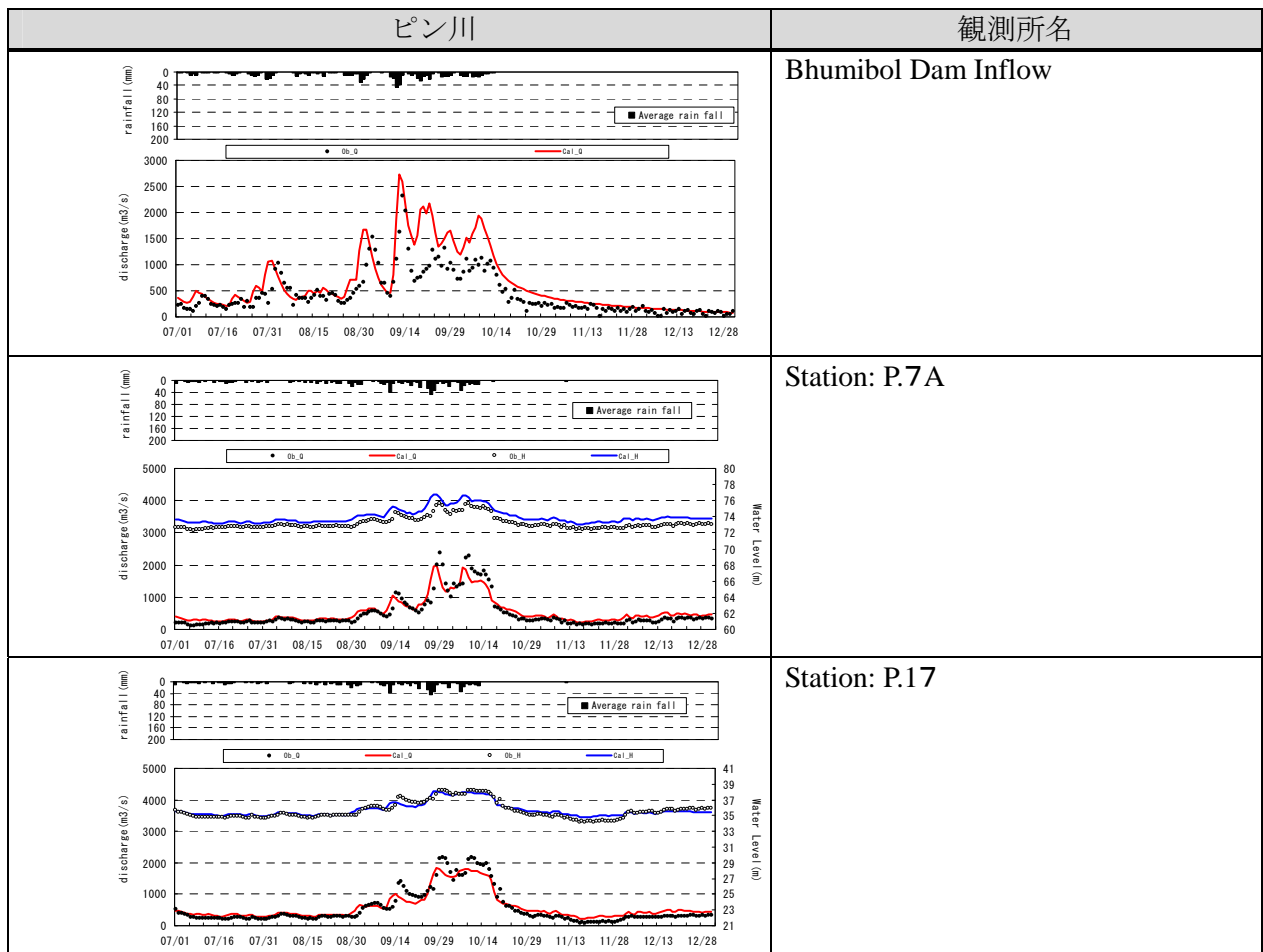 ピン川
観測所名
Bhumibol Dam Inflow
rainfall(mm)
0
40
80
120
160
200
Average rain fall
Ob_Q
Cal_Q
discharge(m3/s)
3000
2500
2000
1500
1000
500
0
07/01 07/16 07/31 08/15 08/30 09/14 09/29 10/14 10/29 11/13 11/28 12/13 12/28
Station: P.7A
rainfall(mm)
0
40
80
120
160
200
Average rain fall
Ob_Q
Cal_Q
Ob_H
Cal_H
discharge(m3/s)
5000
4000
3000
2000
1000
0
80
78
76
74
72
70
68
66
64
62
60
Water Level(m)
07/01 07/16 07/31 08/15 08/30 09/14 09/29 10/14 10/29 11/13 11/28 12/13 12/28
Station: P.17
rainfall(mm)
0
40
80
120
160
200
Average rain fall
Ob_Q
Cal_Q
Ob_H
Cal_H
discharge(m3/s)
5000
4000
3000
2000
1000
0
41
39
37
35
33
31
29
27
25
23
21
Water Level(m)
07/01 07/16 07/31 08/15 08/30 09/14 09/29 10/14 10/29 11/13 11/28 12/13 12/28